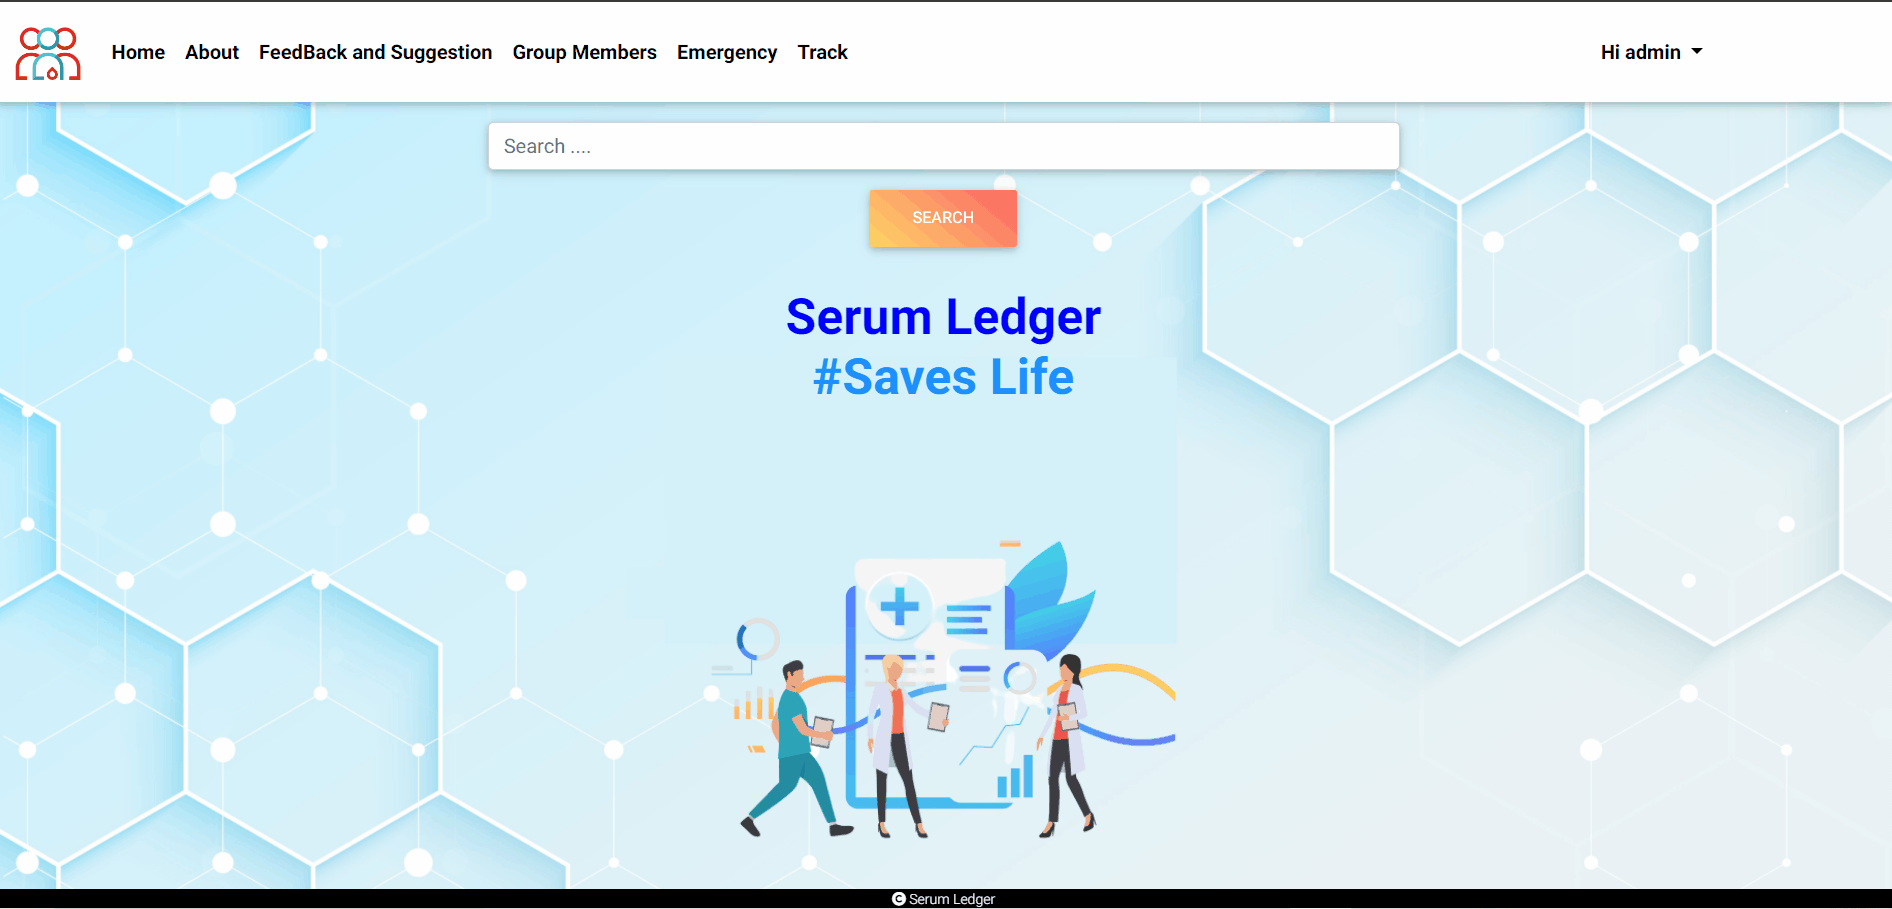 Home About FeedBack and Suggestion Group Members Emergency Track Hi admin
Search ....
SEARCH
Serum Ledger
#Saves Life
© Serum Ledger